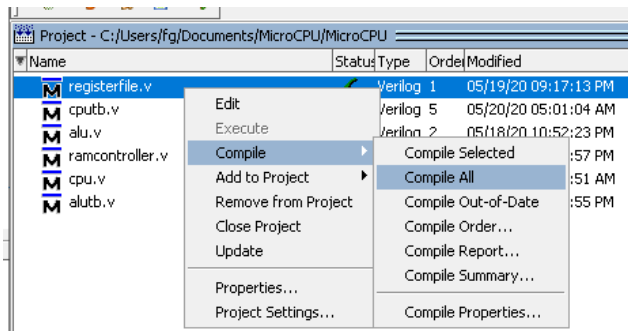 Project - C:/Users/fg/Documents/MicroCPU/MicroCPU
Name Status Type Order Modified
registerfile.v Verilog 1 05/19/20 09:17:13 PM
cputb.v Verilog 5 05/20/20 05:01:04 AM
alu.v Verilog 2 05/18/20 10:52:23 PM
ramcontroller.v :57 PM
cpu.v :51 AM
alutb.v :55 PM
Edit
Execute
Compile
Add to Project
Remove from Project
Close Project
Update
Properties...
Project Settings...
Compile Selected
Compile All
Compile Out-of-Date
Compile Order...
Compile Report...
Compile Summary...
Compile Properties...